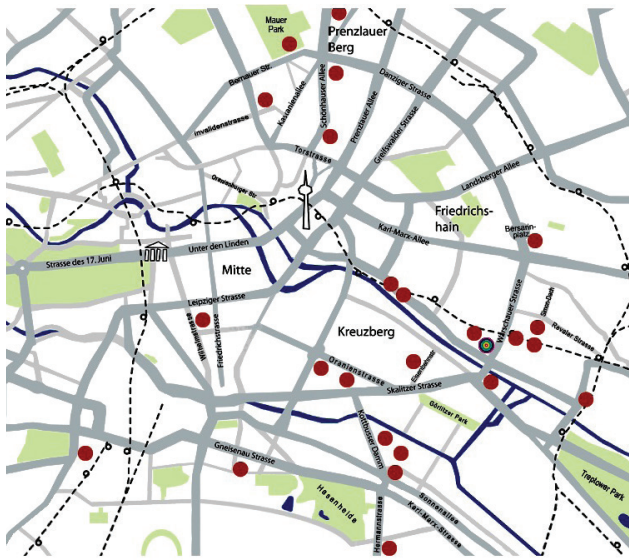 Mauer
Park
Prenzlauer
Berg
Bernauer Str.
Danziger Strasse
Kastanienallee
Schönhauser Allee
Prenzlauer Allee
Greifswalder Strasse
Invalidenstrasse
Torstrasse
Landsberger Allee
Oranienburger Str
Friedrichs-
hain
Karl-Marx-Allee
Bersarin-
platz
Unter den Linden
Strasse des 17. Juni
Mitte
Leipziger Strasse
Wilhelmstrasse
Friedrichstrasse
Kreuzberg
Warschauer Strasse
Simon-Dach
Revaler Strasse
Oranienstrasse
Eisenbahnstr
Skalitzer Strasse
Görlitzer Park
Kottbusser Damm
Gneisenau Strasse
Hasenheide
Sonnenallee
Karl-Marx-Strasse
Hermannstrasse
Treptower Park